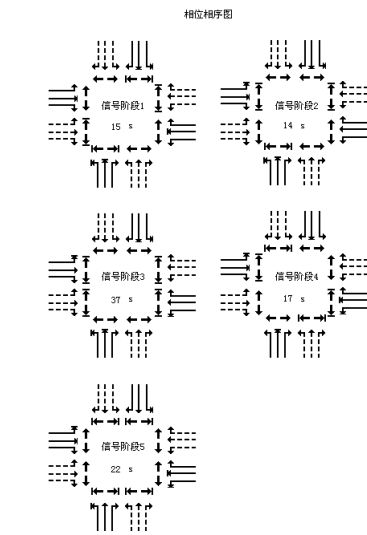 相位相序图
信号阶段1
15 s
信号阶段2
14 s
信号阶段3
37 s
信号阶段4
17 s
信号阶段5
22 s